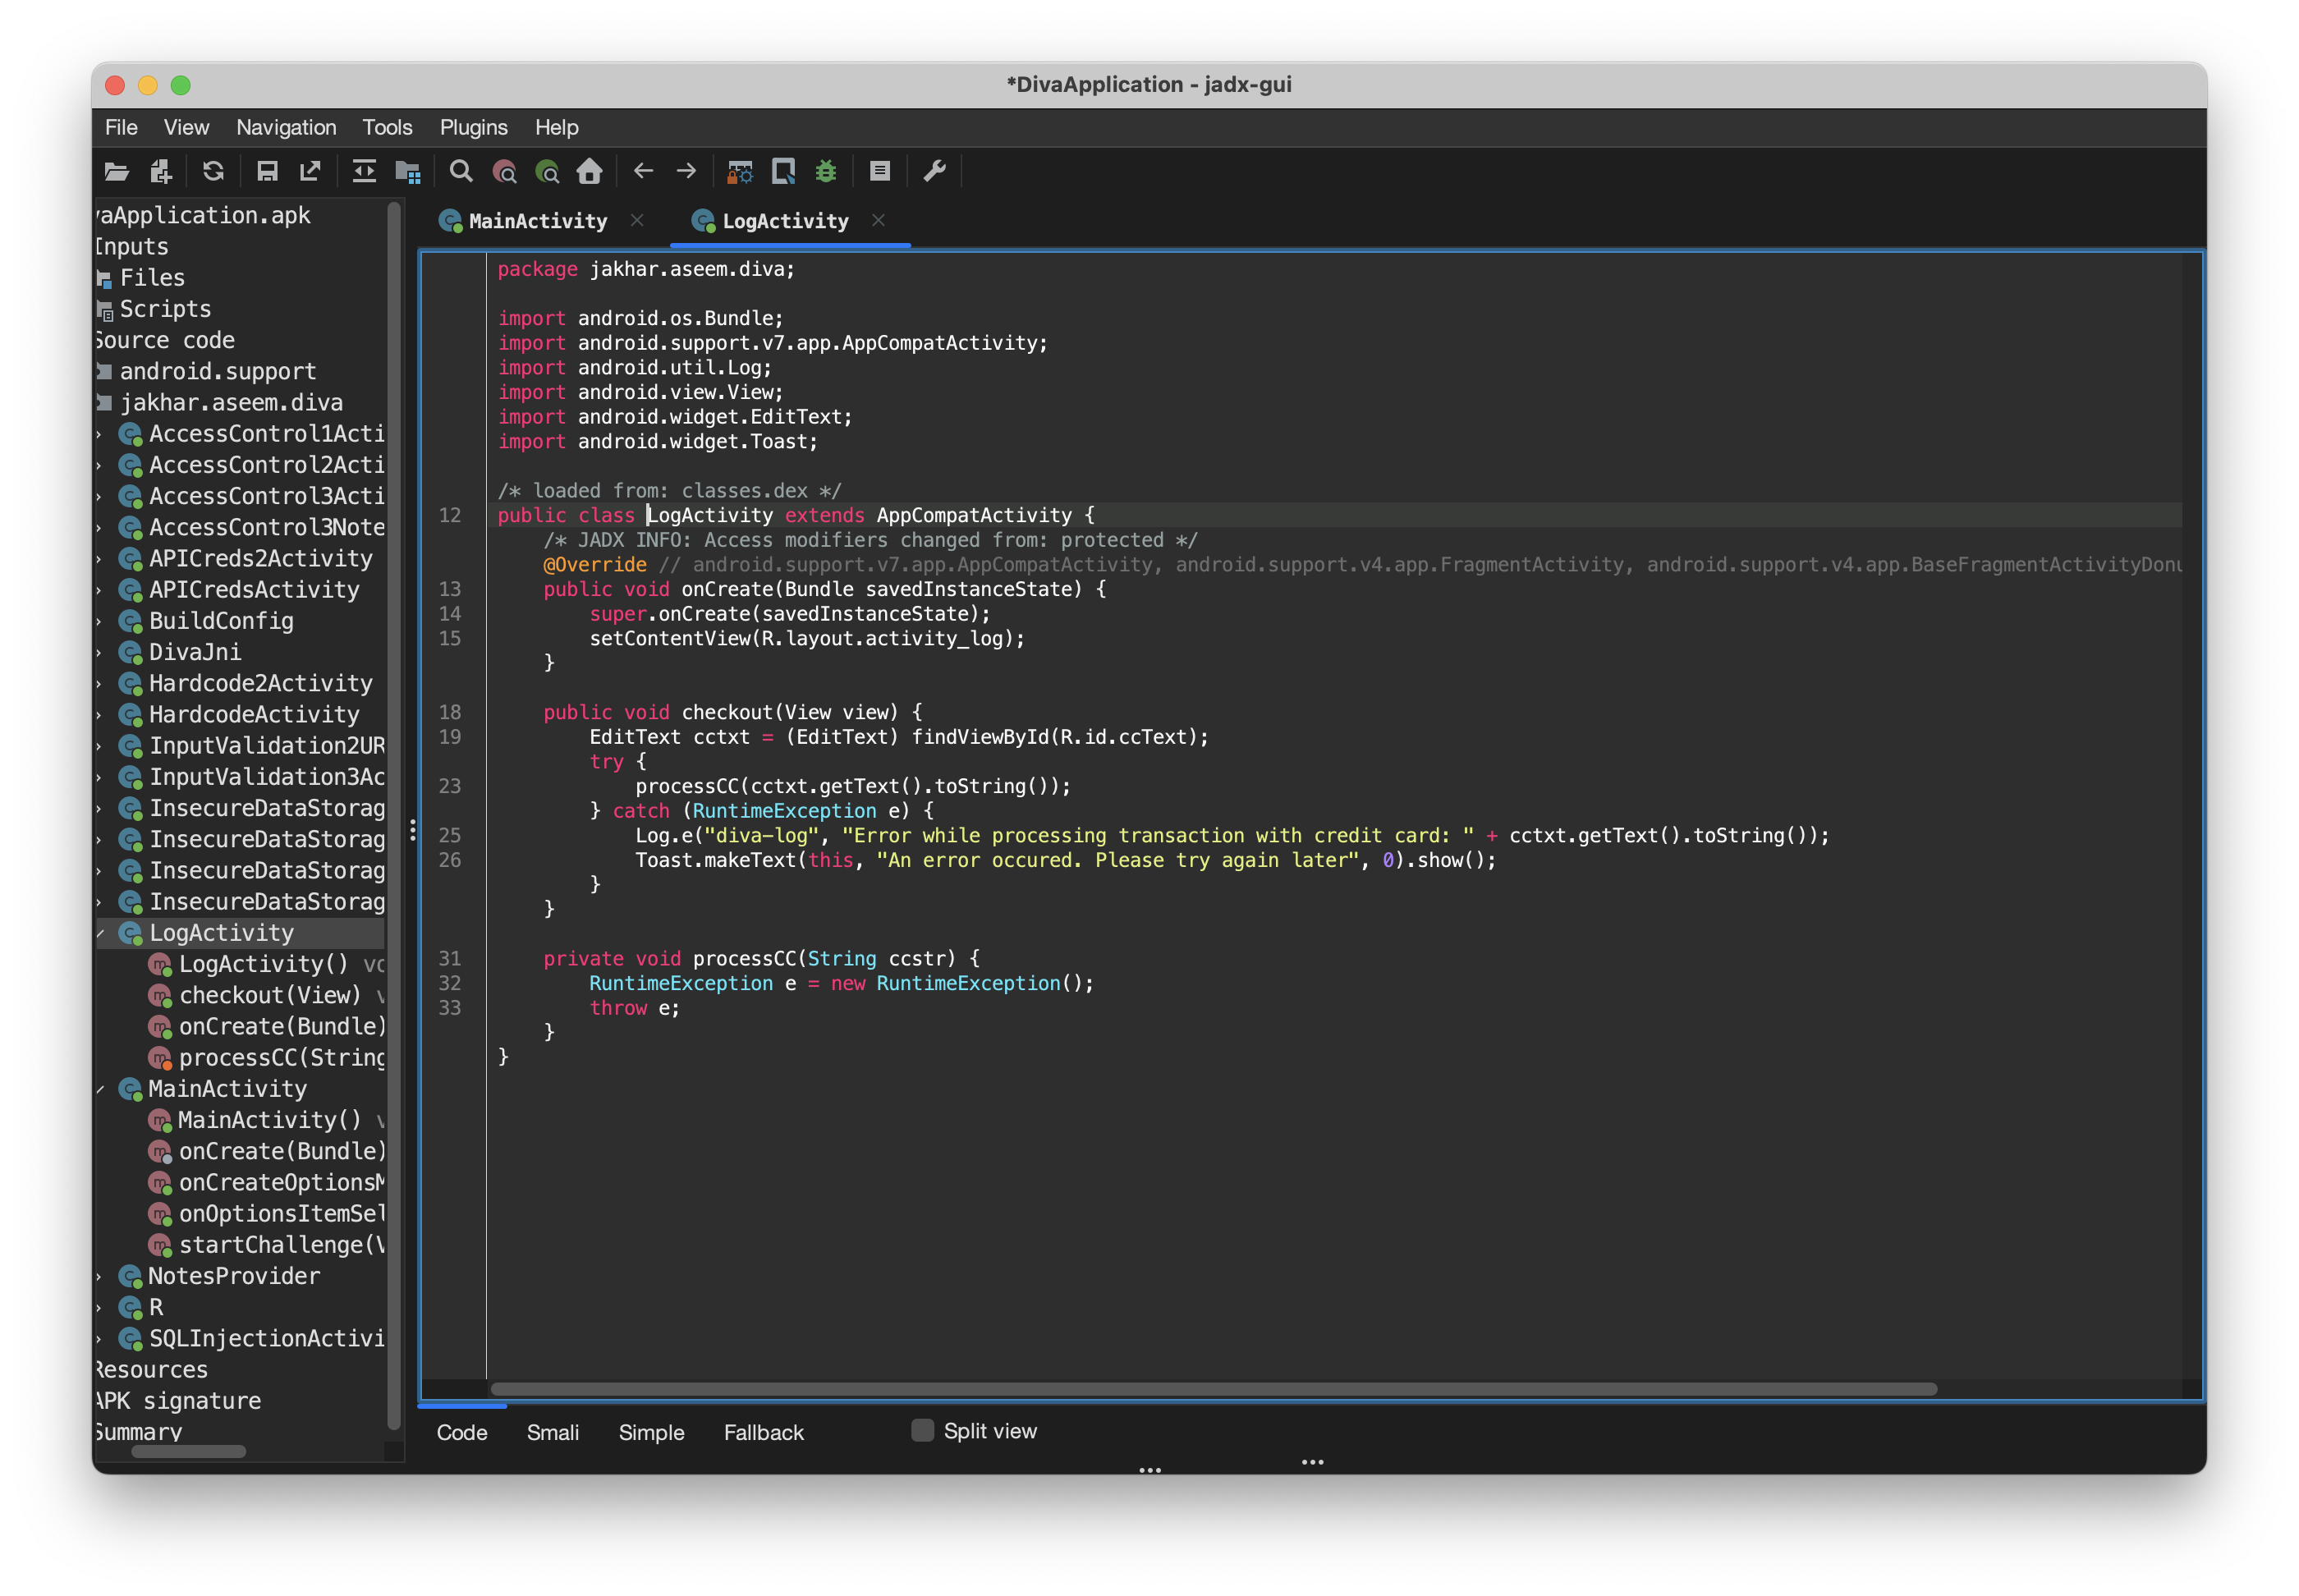 *DivaApplication - jadx-gui
File View Navigation Tools Plugins Help
vaApplication.apk
Inputs
Files
Scripts
Source code
android.support
jakhar.aseem.diva
AccessControl1Acti
AccessControl2Acti
AccessControl3Acti
AccessControl3Note
APICreds2Activity
APICredsActivity
BuildConfig
DivaJni
Hardcode2Activity
HardcodeActivity
InputValidation2UR
InputValidation3Ac
InsecureDataStorag
InsecureDataStorag
InsecureDataStorag
InsecureDataStorag
LogActivity
LogActivity() vo
checkout(View) v
onCreate(Bundle)
processCC(String
MainActivity
MainActivity() v
onCreate(Bundle)
onCreateOptionsM
onOptionsItemSel
startChallenge(V
NotesProvider
R
SQLInjectionActivi
Resources
APK signature
Summary
MainActivity LogActivity
package jakhar.aseem.diva;
import android.os.Bundle;
import android.support.v7.app.AppCompatActivity;
import android.util.Log;
import android.view.View;
import android.widget.EditText;
import android.widget.Toast;
/* loaded from: classes.dex */
12 public class LogActivity extends AppCompatActivity {
/* JADX INFO: Access modifiers changed from: protected */
@Override // android.support.v7.app.AppCompatActivity, android.support.v4.app.FragmentActivity, android.support.v4.app.BaseFragmentActivityDonu
13 public void onCreate(Bundle savedInstanceState) {
14 super.onCreate(savedInstanceState);
15 setContentView(R.layout.activity_log);
}
18 public void checkout(View view) {
19 EditText cctxt = (EditText) findViewById(R.id.ccText);
try {
23 processCC(cctxt.getText().toString());
} catch (RuntimeException e) {
25 Log.e("diva-log", "Error while processing transaction with credit card: " + cctxt.getText().toString());
26 Toast.makeText(this, "An error occured. Please try again later", 0).show();
}
}
31 private void processCC(String ccstr) {
32 RuntimeException e = new RuntimeException();
33 throw e;
}
}
Code Smali Simple Fallback Split view